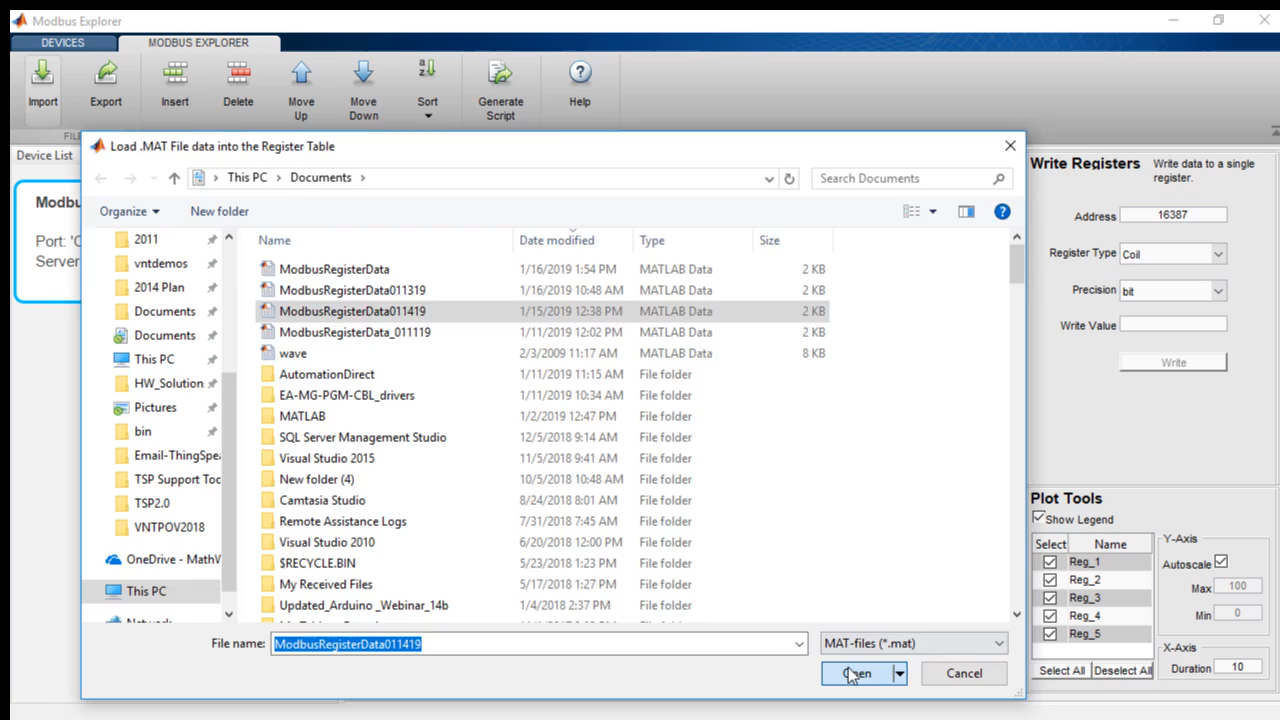 Modbus Explorer
DEVICES
MODBUS EXPLORER
Import
Export
Insert
Delete
Move
Up
Move
Down
Sort
Generate
Script
Help
Device List
Load .MAT File data into the Register Table
This PC
Documents
Search Documents
Organize
New folder
2011
vntdemos
2014 Plan
Documents
Documents
This PC
HW_Solution
Pictures
bin
TSP2.0
VNTPOV2018
This PC
Name Date modified Type Size
ModbusRegisterData 1/16/2019 1:54 PM MATLAB Data 2 KB
ModbusRegisterData011319 1/16/2019 10:48 AM MATLAB Data 2 KB
ModbusRegisterData011419 1/15/2019 12:38 PM MATLAB Data 2 KB
ModbusRegisterData_011119 1/11/2019 12:02 PM MATLAB Data 2 KB
wave 2/3/2009 11:17 AM MATLAB Data 8 KB
AutomationDirect 1/11/2019 11:15 AM File folder
EA-MG-PGM-CBL_drivers 1/11/2019 10:34 AM File folder
MATLAB 1/2/2019 12:47 PM File folder
SQL Server Management Studio 12/5/2018 9:14 AM File folder
Visual Studio 2015 11/5/2018 9:41 AM File folder
New folder (4) 10/5/2018 10:48 AM File folder
Camtasia Studio 8/24/2018 8:01 AM File folder
Remote Assistance Logs 7/31/2018 7:45 AM File folder
Visual Studio 2010 6/20/2018 12:00 PM File folder
$RECYCLE.BIN 5/23/2018 1:23 PM File folder
My Received Files 5/17/2018 1:27 PM File folder
Updated_Arduino _Webinar_14b 1/4/2018 2:37 PM File folder
File name: ModbusRegisterData011419
MAT-files (*.mat)
Cancel
Write Registers
Write data to a single
register.
Address 16387
Register Type Coil
Precision bit
Write Value
Write
Plot Tools
Show Legend
Select Name
Reg_1
Reg_2
Reg_3
Reg_4
Reg_5
Select All
Deselect All
Y-Axis
Autoscale
Max 100
Min 0
X-Axis
Duration 10